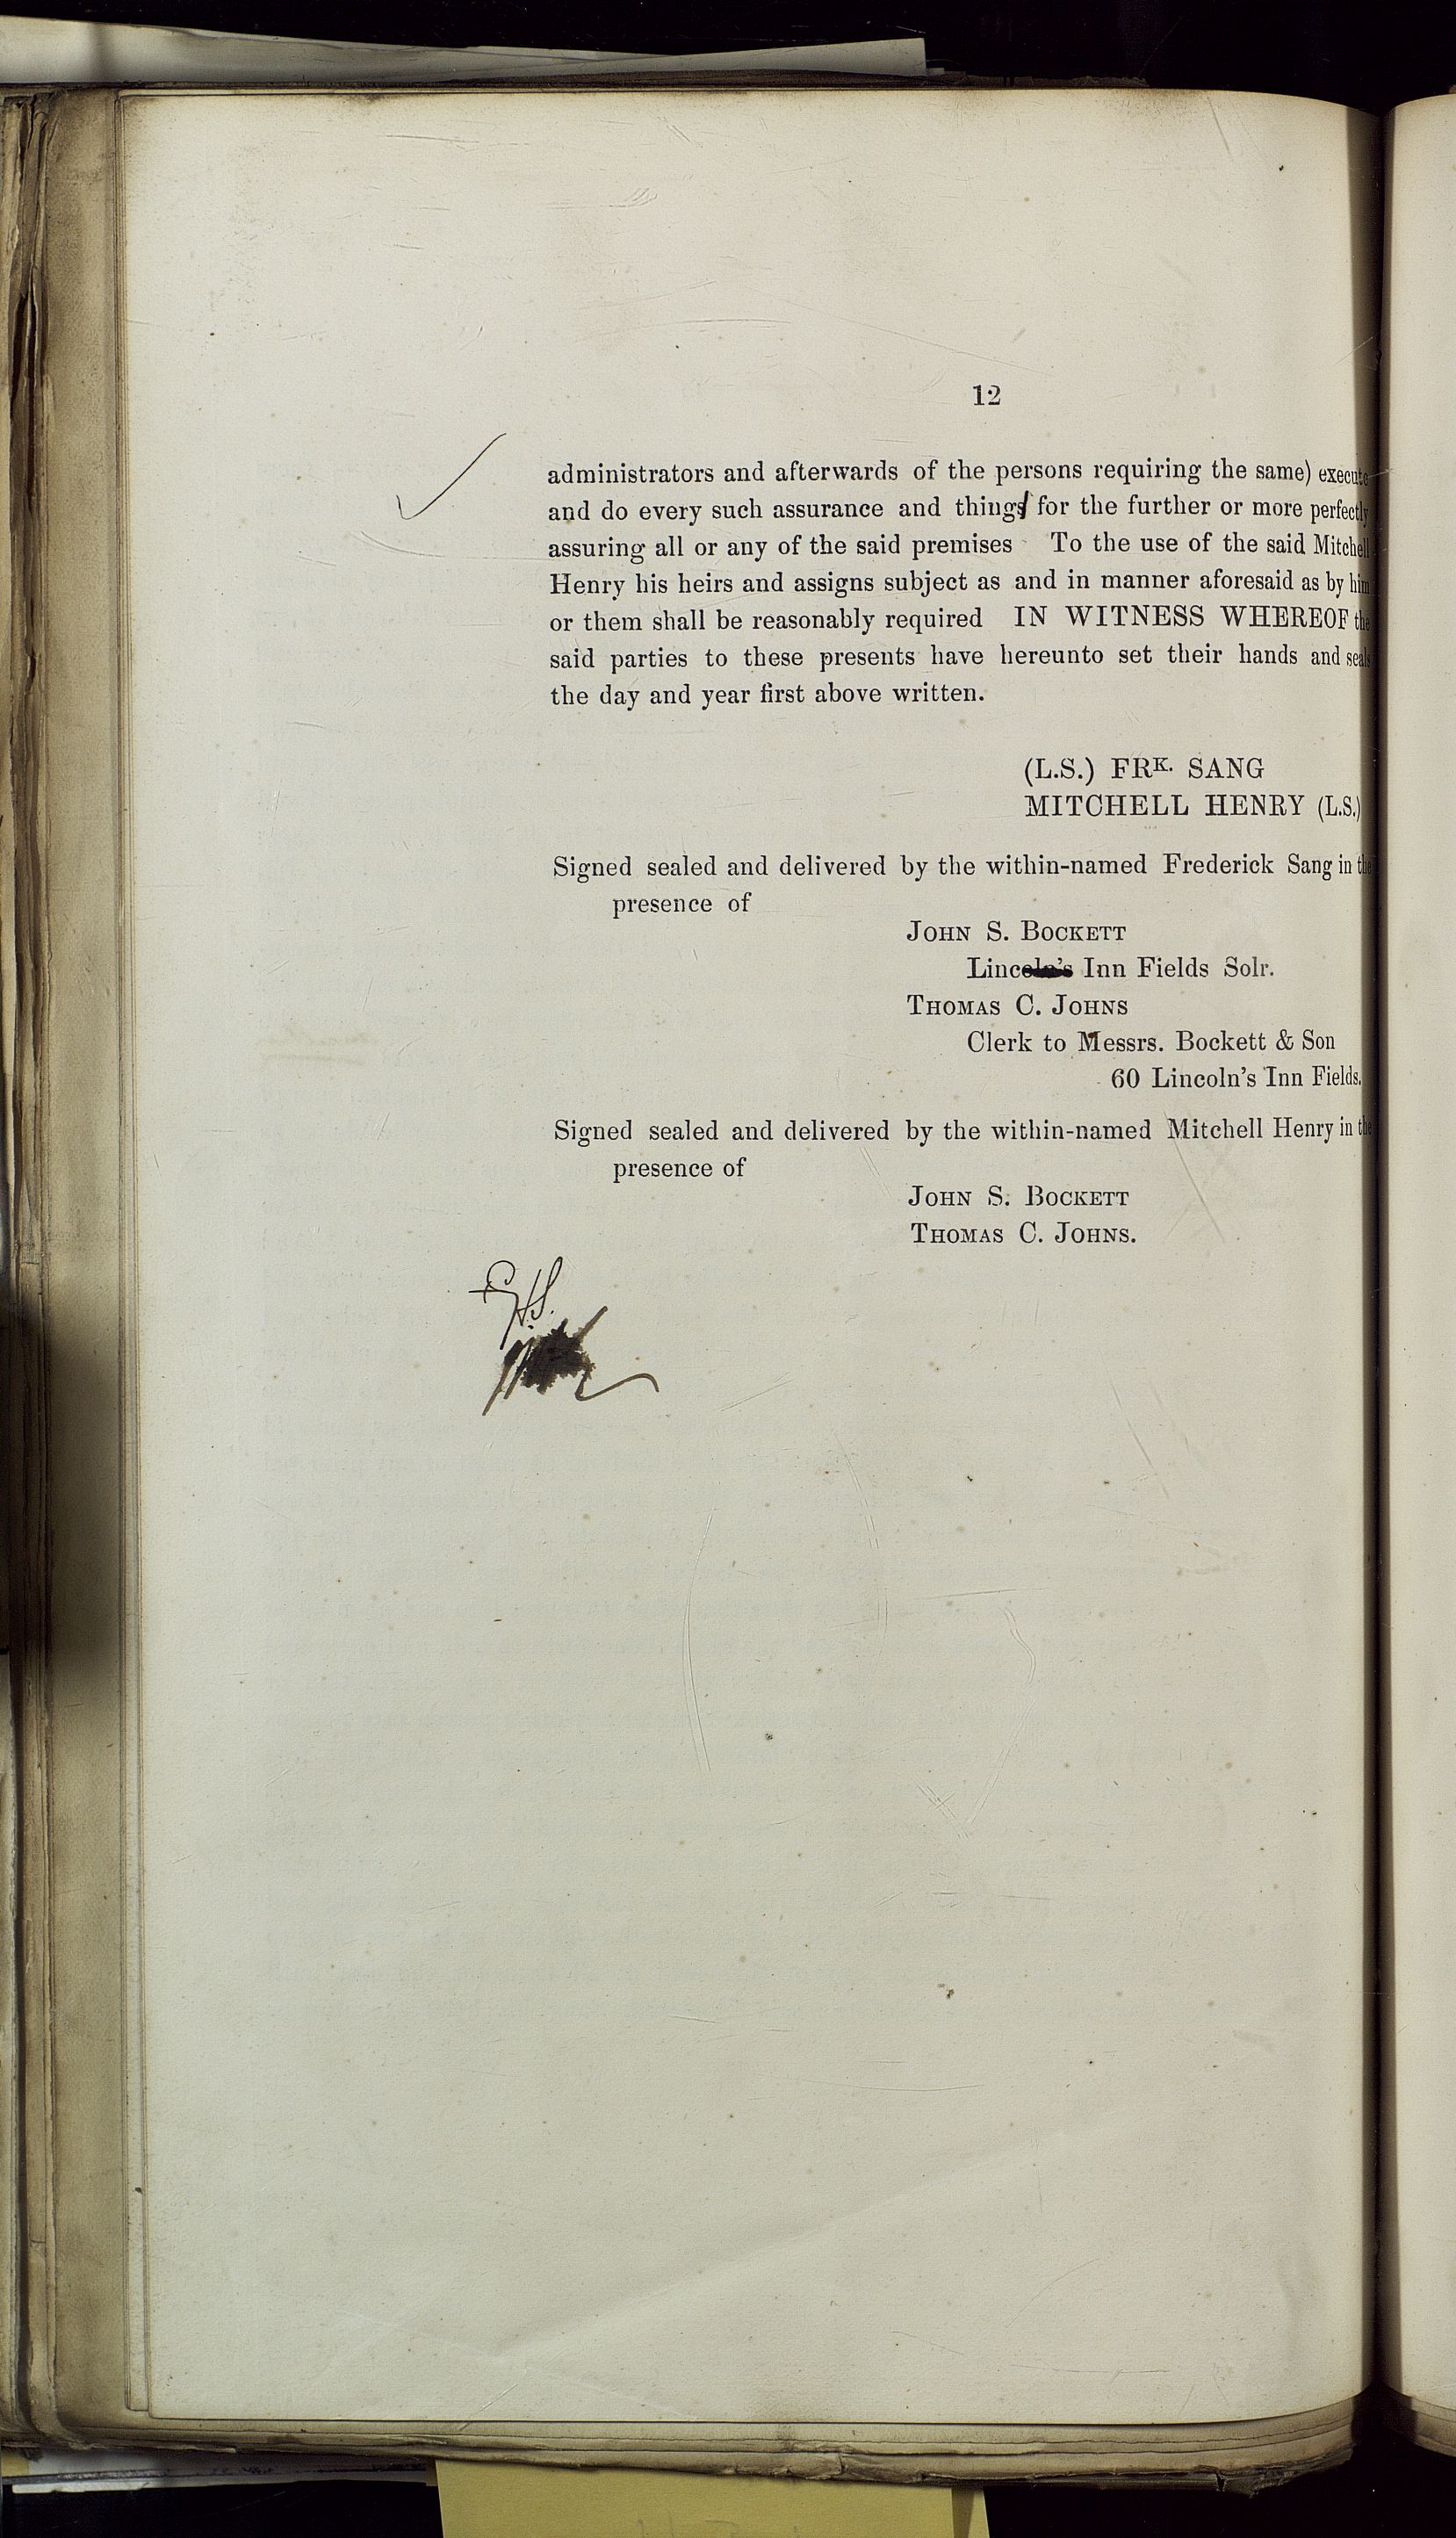 12
administrators and afterwards of the persons requiring the same) execute
and do every such assurance and things for the further or more perfectly
assuring all or any of the said premises To the use of the said Mitchell
Henry his heirs and assigns subject as and in manner aforesaid as by him
or them shall be reasonably required IN WITNESS WHEREOF the
said parties to these presents have hereunto set their hands and seals
the day and year first above written.
(L.S.) FRK. SANG
MITCHELL HENRY (L.S.)
Signed sealed and delivered by the within-named Frederick Sang in the
presence of
JOHN S. BOCKETT
Lincoln's Inn Fields Solr.
THOMAS C. JOHNS
Clerk to Messrs. Bockett & Son
60 Lincoln's Inn Fields.
Signed sealed and delivered by the within-named Mitchell Henry in the
presence of
JOHN S. BOCKETT
THOMAS C. JOHNS.